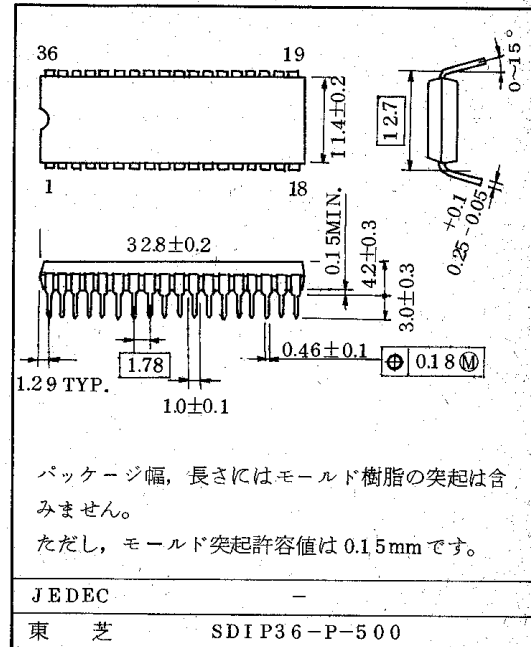 36
19
11.4±0.2
12.7
0~15°
1
18
+0.1
0.25-0.05
32.8±0.2
0.15MIN.
4.2±0.3
3.0±0.3
1.29TYP.
1.78
1.0±0.1
0.46±0.1
⌖ 0.18Ⓜ
パッケージ幅,長さにはモールド樹脂の突起は含
みません。
ただし,モールド突起許容値は0.15mmです。
JEDEC −
東芝 SDIP36-P-500